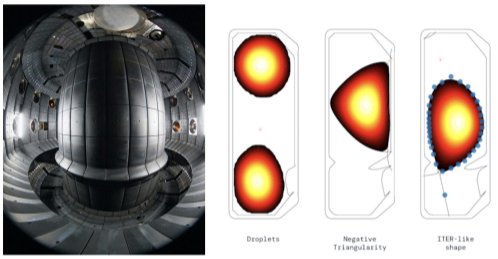 Droplets
Negative
Triangularity
ITER-like
shape